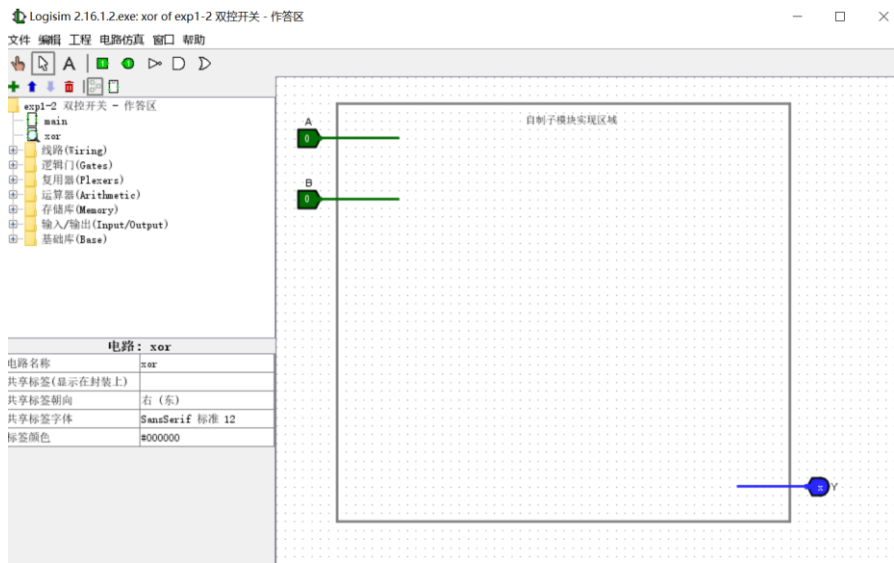 Logisim 2.16.1.2.exe: xor of exp1-2 双控开关 - 作答区
文件 编辑 工程 电路仿真 窗口 帮助
A
exp1-2 双控开关 - 作答区
main
xor
线路(Wiring)
逻辑门(Gates)
复用器(Plexers)
运算器(Arithmetic)
存储库(Memory)
输入/输出(Input/Output)
基础库(Base)
电路: xor
电路名称 xor
共享标签(显示在封装上)
共享标签朝向 右 (东)
共享标签字体 SansSerif 标准 12
标签颜色 #000000
A
0
自制子模块实现区域
B
0
x Y